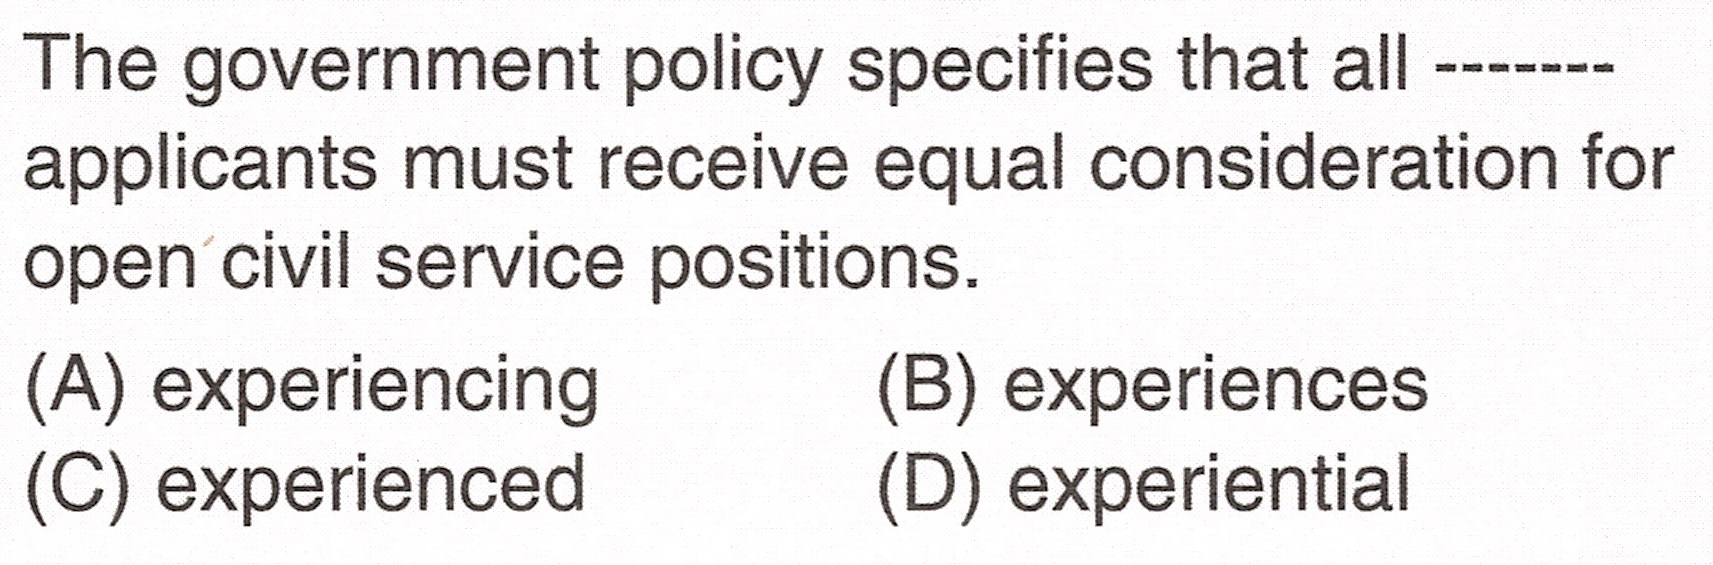 The government policy specifies that all -------
applicants must receive equal consideration for
open civil service positions.
(A) experiencing (B) experiences
(C) experienced (D) experiential